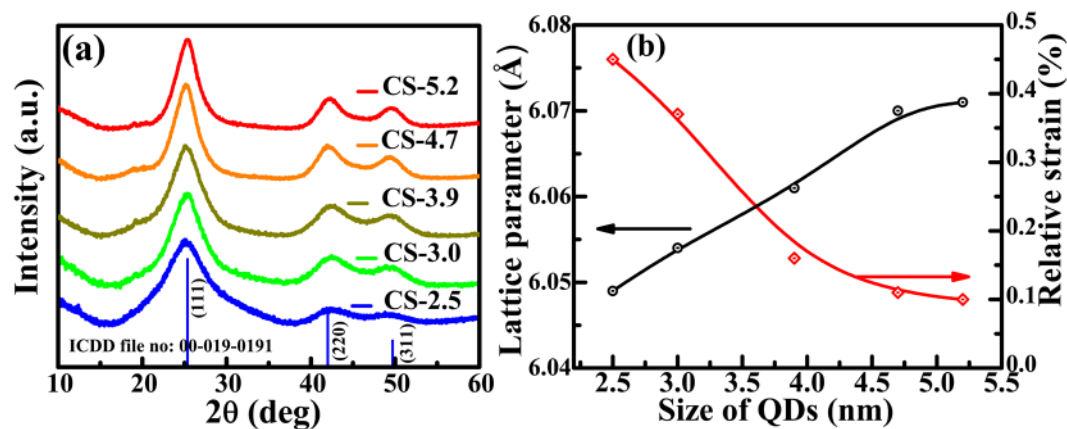 (a)
Intensity (a.u.)
CS-5.2
CS-4.7
CS-3.9
CS-3.0
CS-2.5
(111)
(220)
(311)
ICDD file no: 00-019-0191
10 20 30 40 50 60
2θ (deg)
(b)
Lattice parameter (Å)
6.08
6.07
6.06
6.05
6.04
0.5
0.4
0.3
0.2
0.1
0.0
Relative strain (%)
2.5 3.0 3.5 4.0 4.5 5.0 5.5
Size of QDs (nm)